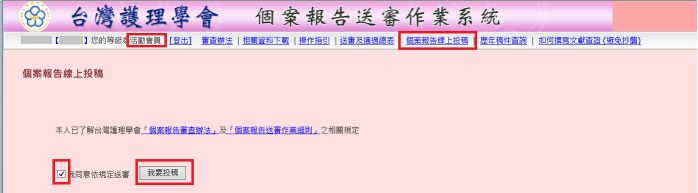 台灣護理學會 個案報告送審作業系統
【 】您的等級為活動會員 [登出] 審查辦法 | 相關資料下載 | 操作指引 | 送審及通過總表 | 個案報告線上投稿 | 歷年稿件查詢 | 如何撰寫文獻查證(避免抄襲)
個案報告線上投稿
本人已了解台灣護理學會「個案報告審查辦法」及「個案報告送審作業細則」之相關規定
我同意依規定送審 我要投稿